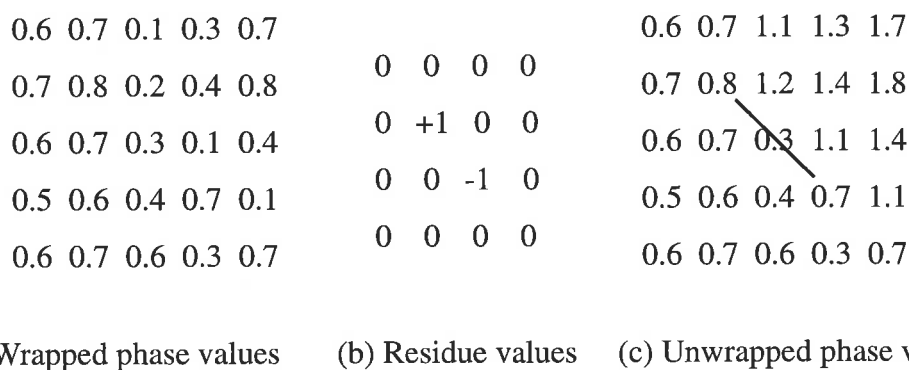 0.6 0.7 0.1 0.3 0.7
0.7 0.8 0.2 0.4 0.8
0.6 0.7 0.3 0.1 0.4
0.5 0.6 0.4 0.7 0.1
0.6 0.7 0.6 0.3 0.7
Wrapped phase values
0 0 0 0
0 +1 0 0
0 0 -1 0
0 0 0 0
(b) Residue values
0.6 0.7 1.1 1.3 1.7
0.7 0.8 1.2 1.4 1.8
0.6 0.7 0.3 1.1 1.4
0.5 0.6 0.4 0.7 1.1
0.6 0.7 0.6 0.3 0.7
(c) Unwrapped phase v